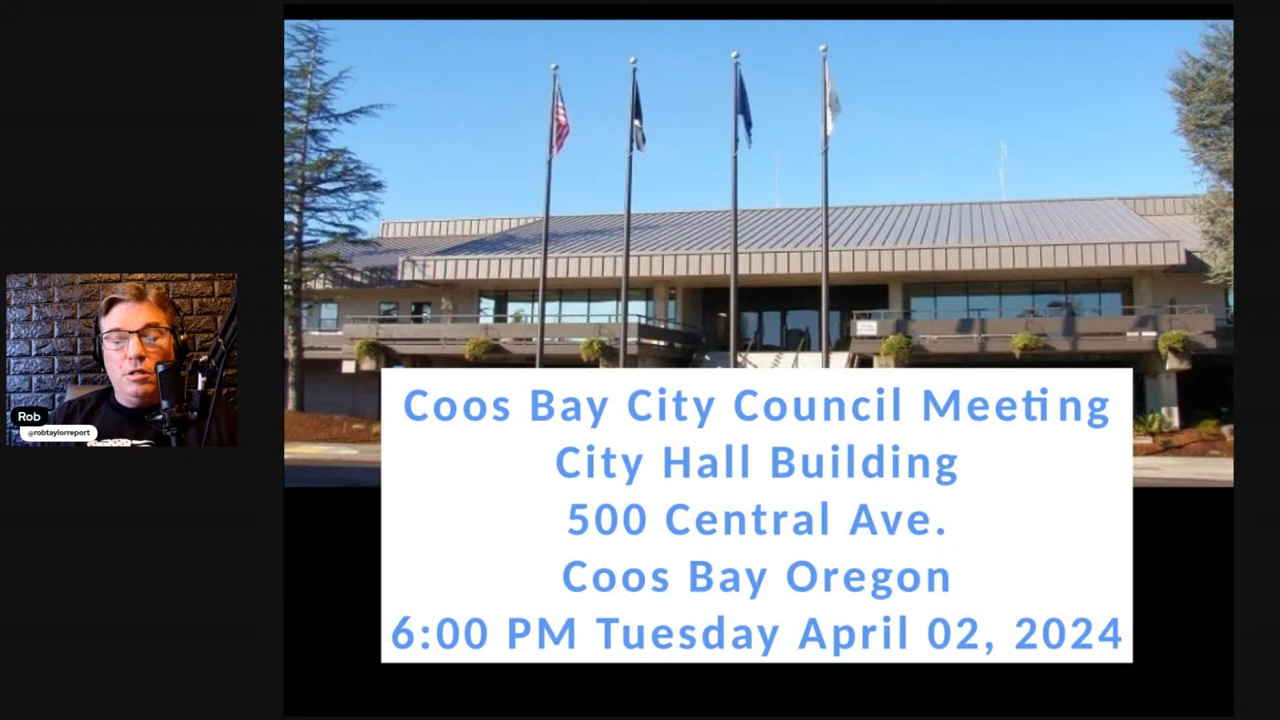 Rob
@robtaylorreport
Coos Bay City Council Meeting
City Hall Building
500 Central Ave.
Coos Bay Oregon
6:00 PM Tuesday April 02, 2024